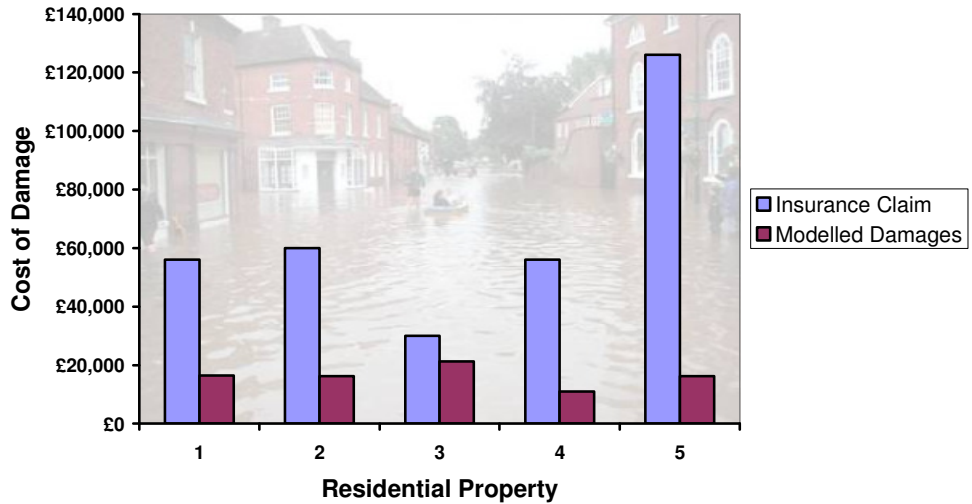 £140,000
£120,000
£100,000
£80,000
£60,000
£40,000
£20,000
£0
Cost of Damage
1 2 3 4 5
Residential Property
Insurance Claim
Modelled Damages